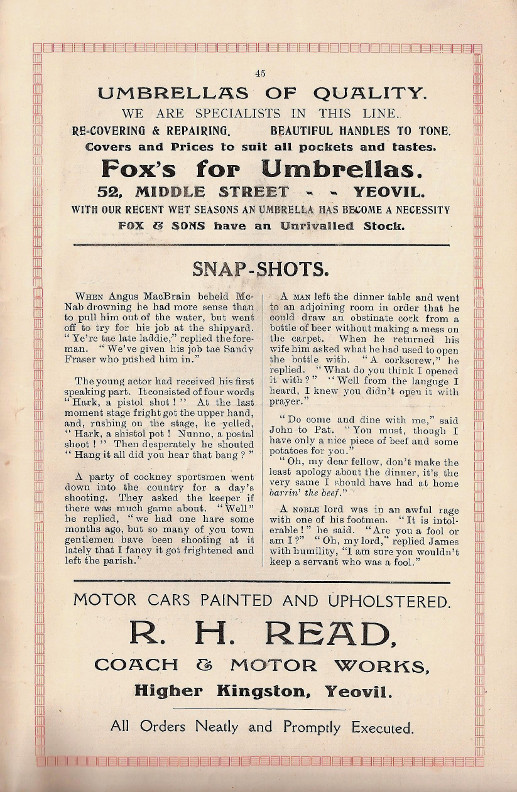 45
UMBRELLAS OF QUALITY.
WE ARE SPECIALISTS IN THIS LINE.
RE-COVERING & REPAIRING. BEAUTIFUL HANDLES TO TONE.
Covers and Prices to suit all pockets and tastes.
Fox's for Umbrellas.
52, MIDDLE STREET - - YEOVIL.
WITH OUR RECENT WET SEASONS AN UMBRELLA HAS BECOME A NECESSITY
FOX & SONS have an Unrivalled Stock.
SNAP-SHOTS.
WHEN Angus MacBrain beheld Mc-
Nab drowning he had more sense than
to pull him out of the water, but went
off to try for his job at the shipyard.
"Ye're tae late laddie," replied the fore-
man. "We've given his job tae Sandy
Fraser who pushed him in."
The young actor had received his first
speaking part. It consisted of four words
"Hark, a pistol shot!" At the last
moment stage fright got the upper hand,
and, rushing on the stage, he yelled,
"Hark, a shistol pot! Nunno, a postal
shoot!" Then desperately he shouted
"Hang it all did you hear that bang?"
A party of cockney sportsmen went
down into the country for a day's
shooting. They asked the keeper if
there was much game about. "Well"
he replied, "we had one hare some
months ago, but so many of you town
gentlemen have been shooting at it
lately that I fancy it got frightened and
left the parish."
A MAN left the dinner table and went
to an adjoining room in order that he
could draw an obstinate cork from a
bottle of beer without making a mess on
the carpet. When he returned his
wife him asked what he had used to open
the bottle with. "A corkscrew," he
replied. "What do you think I opened
it with?" "Well from the languge I
heard, I knew you didn't open it with
prayer."
"Do come and dine with me," said
John to Pat. "You must, though I
have only a nice piece of beef and some
potatoes for you."
"Oh, my dear fellow, don't make the
least apology about the dinner, it's the
very same I should have had at home
barrin' the beef."
A NOBLE lord was in an awful rage
with one of his footmen. "It is intol-
erable!" he said. "Are you a fool or
am I?" "Oh, my lord," replied James
with humility, "I am sure you wouldn't
keep a servant who was a fool."
MOTOR CARS PAINTED AND UPHOLSTERED.
R. H. READ,
COACH & MOTOR WORKS,
Higher Kingston, Yeovil.
All Orders Neatly and Promptly Executed.